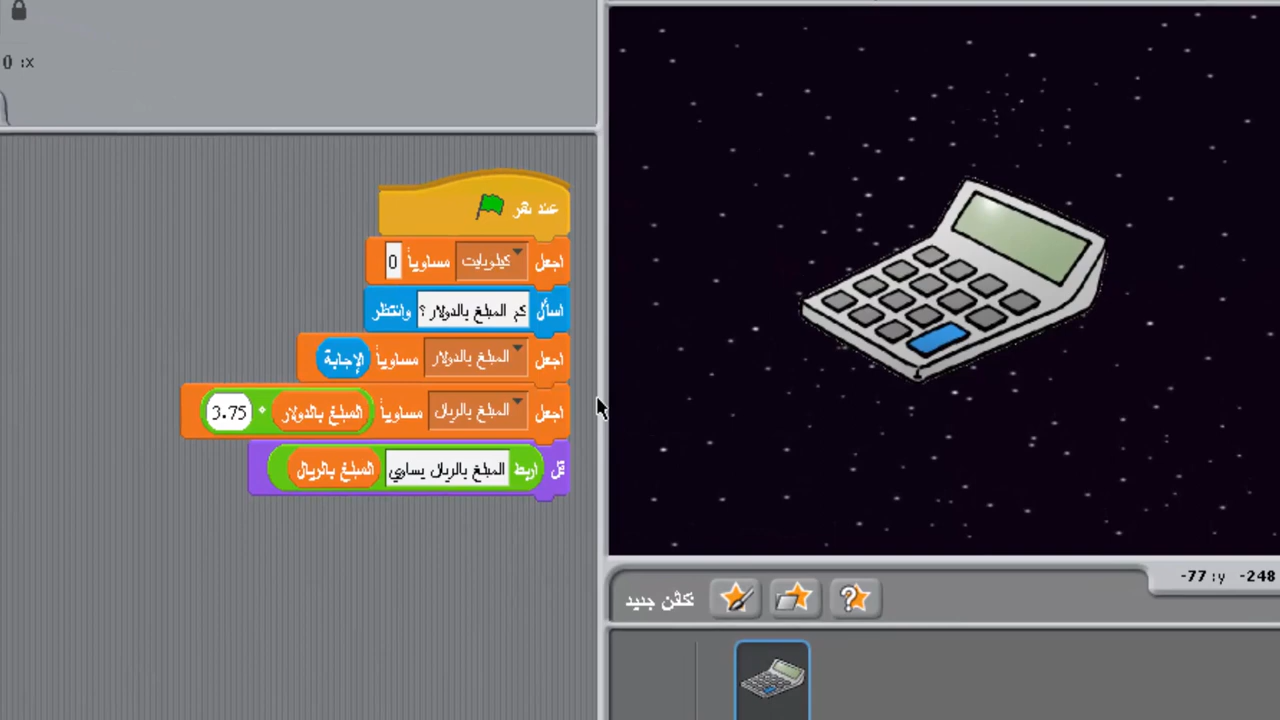 0 :x
عند نقر
اجعل كيلوبايت مساوياً 0
اسأل كم المبلغ بالدولار ؟ وانتظر
اجعل المبلغ بالدولار مساوياً الإجابة
اجعل المبلغ بالريال مساوياً المبلغ بالدولار * 3.75
قل اربط المبلغ بالريال يساوي المبلغ بالريال
-77 :y -248
كائن جديد